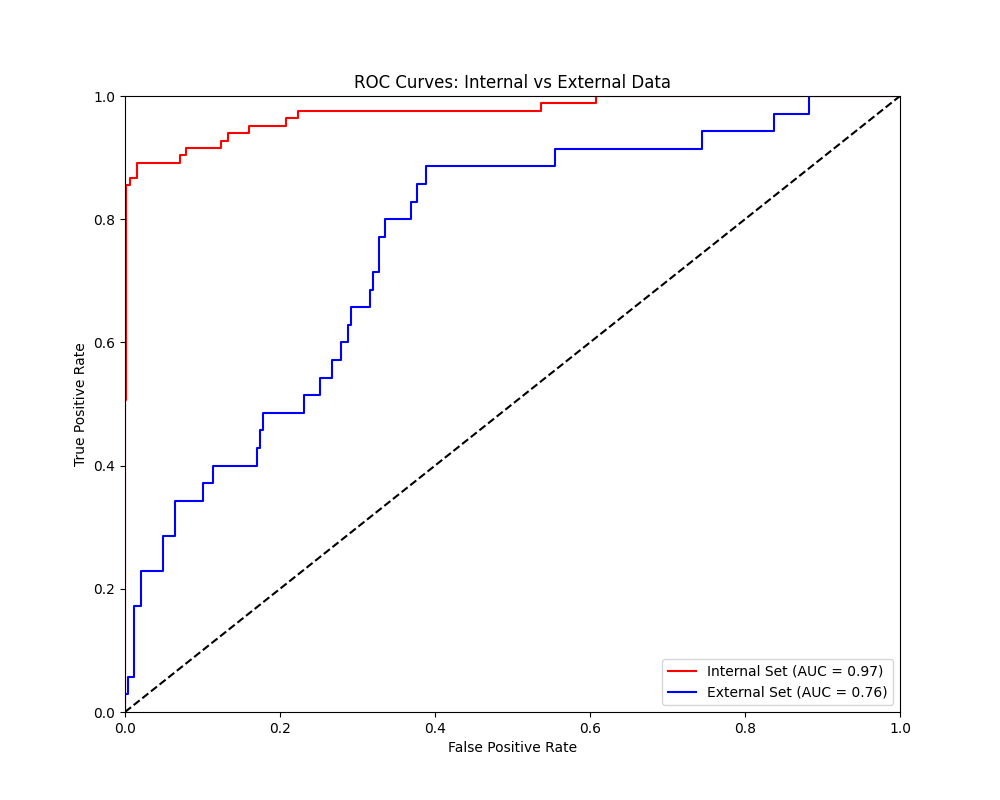 ROC Curves: Internal vs External Data
1.0
0.8
0.6
0.4
0.2
0.0
True Positive Rate
Internal Set (AUC = 0.97)
External Set (AUC = 0.76)
0.0 0.2 0.4 0.6 0.8 1.0
False Positive Rate